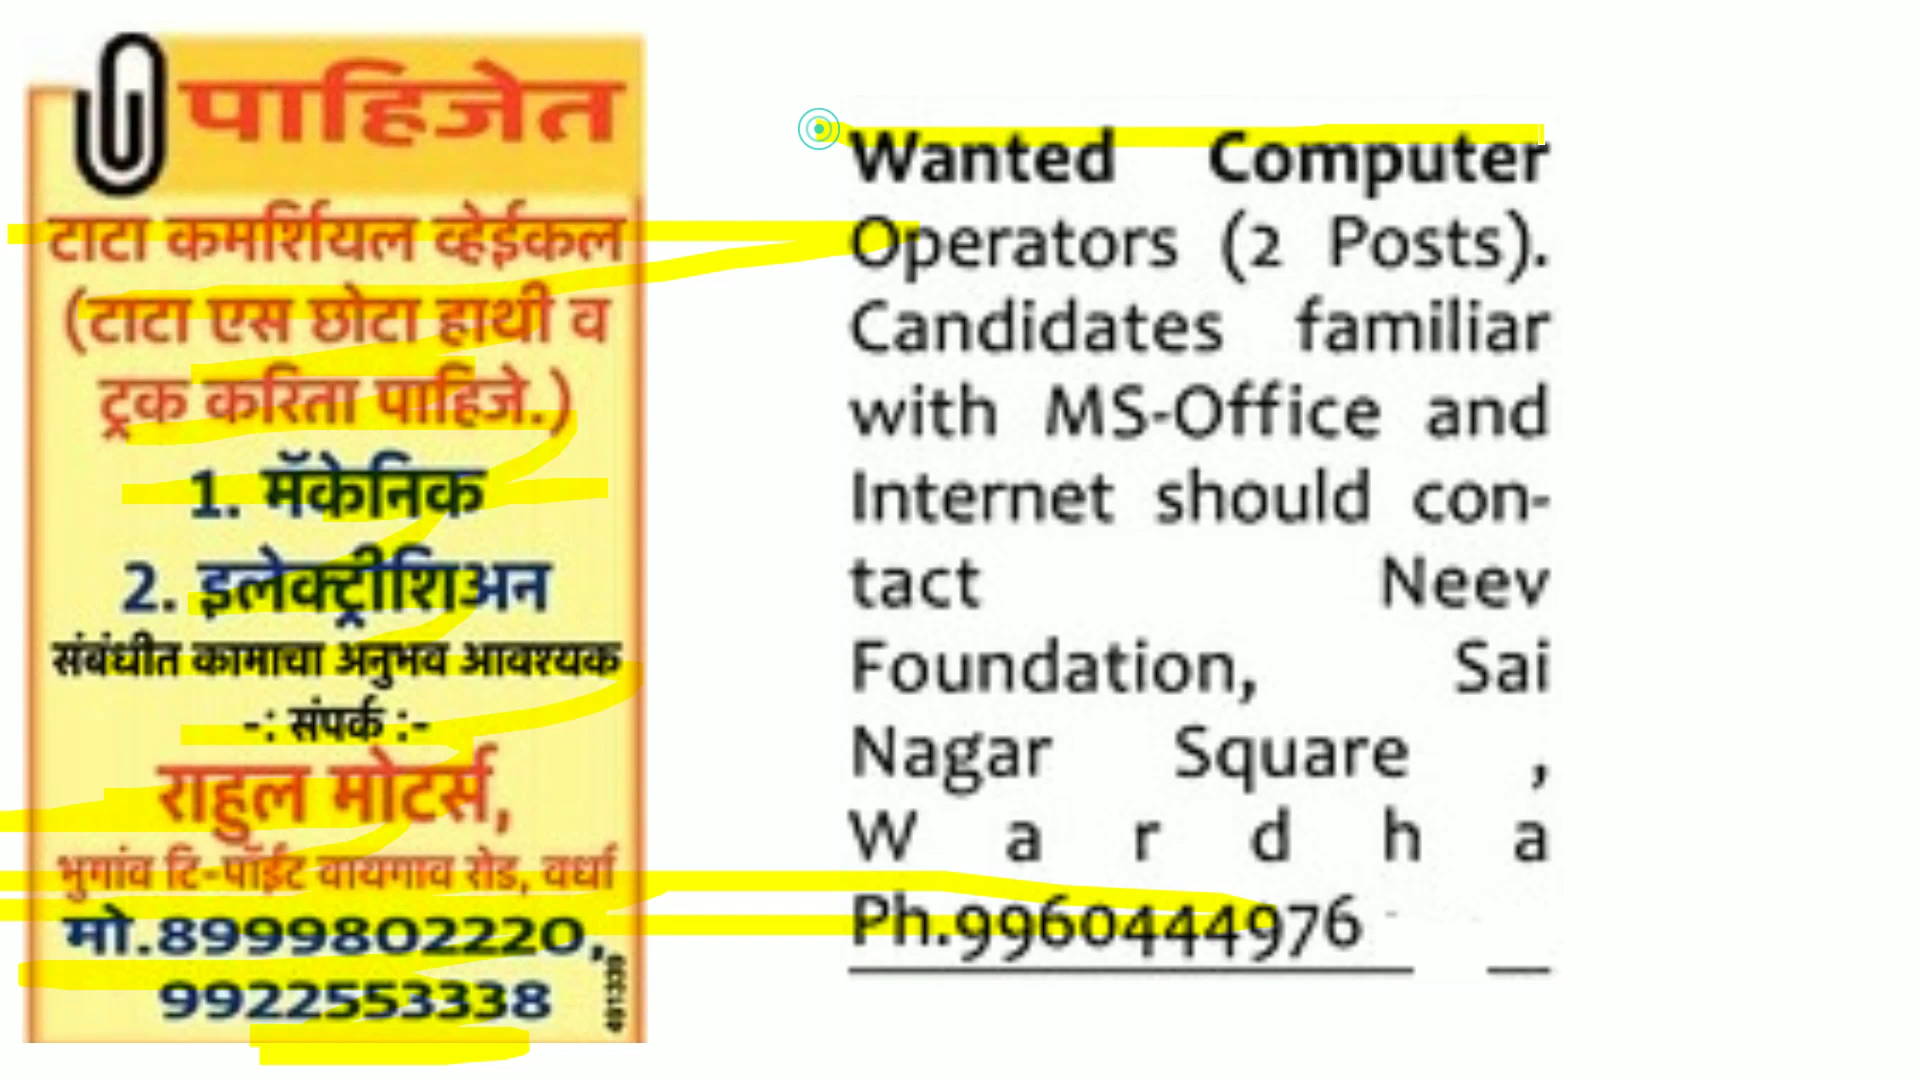 पाहिजेत
टाटा कमर्शियल व्हेईकल
(टाटा एस छोटा हाथी व
ट्रक करिता पाहिजे.)
1. मॅकेनिक
2. इलेक्ट्रीशिअन
संबंधीत कामाचा अनुभव आवश्यक
-: संपर्क :-
राहुल मोटर्स,
भुगांव टि-पॉईंट वायगाव रोड, वर्धा
मो.8999802220,
9922553338
491339
Wanted Computer
Operators (2 Posts).
Candidates familiar
with MS-Office and
Internet should con-
tact Neev
Foundation, Sai
Nagar Square ,
W a r d h a
Ph.9960444976